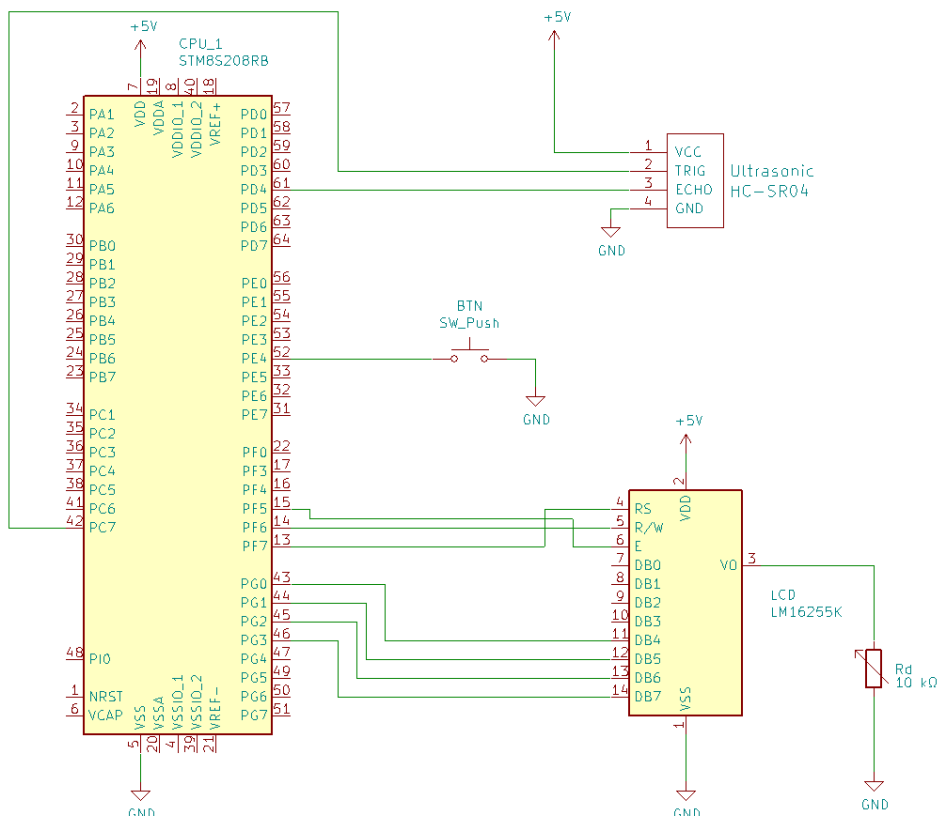 +5V
CPU_1
STM8S208RB
7 19 8 40 18
VDD VDDA VDDIO_1 VDDIO_2 VREF+
2 PA1
3 PA2
9 PA3
10 PA4
11 PA5
12 PA6
30 PB0
29 PB1
28 PB2
27 PB3
26 PB4
25 PB5
24 PB6
23 PB7
34 PC1
35 PC2
36 PC3
37 PC4
38 PC5
41 PC6
42 PC7
48 PI0
1 NRST
6 VCAP
PD0 57
PD1 58
PD2 59
PD3 60
PD4 61
PD5 62
PD6 63
PD7 64
PE0 56
PE1 55
PE2 54
PE3 53
PE4 52
PE5 33
PE6 32
PE7 31
PF0 22
PF3 17
PF4 16
PF5 15
PF6 14
PF7 13
PG0 43
PG1 44
PG2 45
PG3 46
PG4 47
PG5 49
PG6 50
PG7 51
VSS VSSA VSSIO_1 VSSIO_2 VREF-
5 20 4 39 21
GND
+5V
1 VCC
2 TRIG
3 ECHO
4 GND
Ultrasonic
HC-SR04
GND
BTN
SW_Push
GND
+5V
2
VDD
4 RS
5 R/W
6 E
7 DB0
8 DB1
9 DB2
10 DB3
11 DB4
12 DB5
13 DB6
14 DB7
VO 3
LCD
LM16255K
VSS
1
GND
Rd
10 kΩ
GND